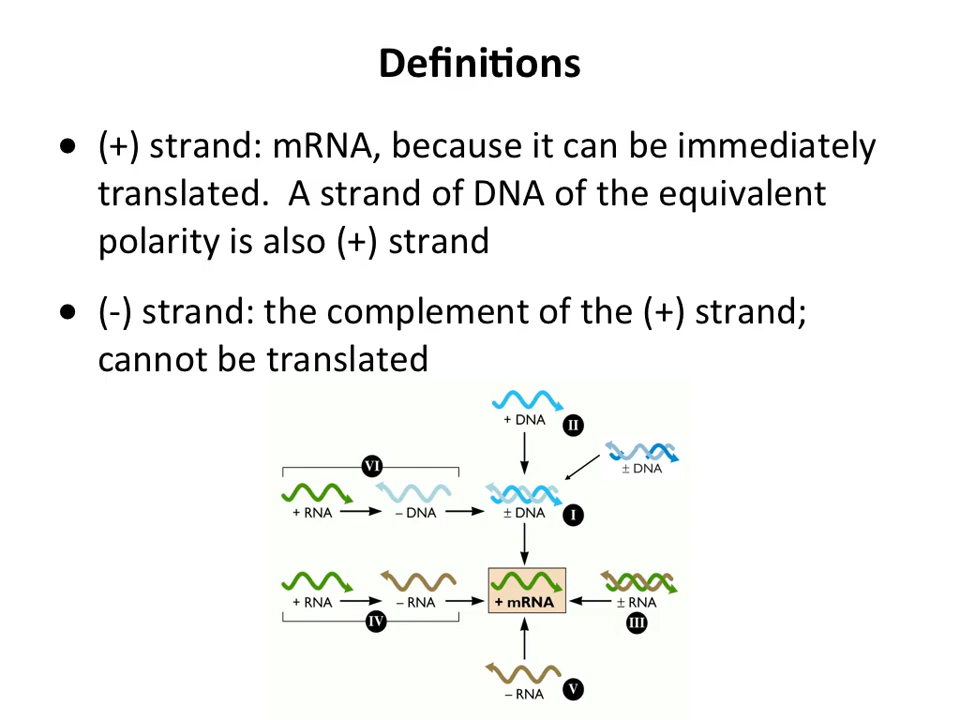 Definitions
• (+) strand: mRNA, because it can be immediately
translated.  A strand of DNA of the equivalent
polarity is also (+) strand
• (-) strand: the complement of the (+) strand;
cannot be translated
+ DNA
II
± DNA
VI
+ RNA
– DNA
± DNA
I
+ RNA
– RNA
+ mRNA
± RNA
IV
III
– RNA
V